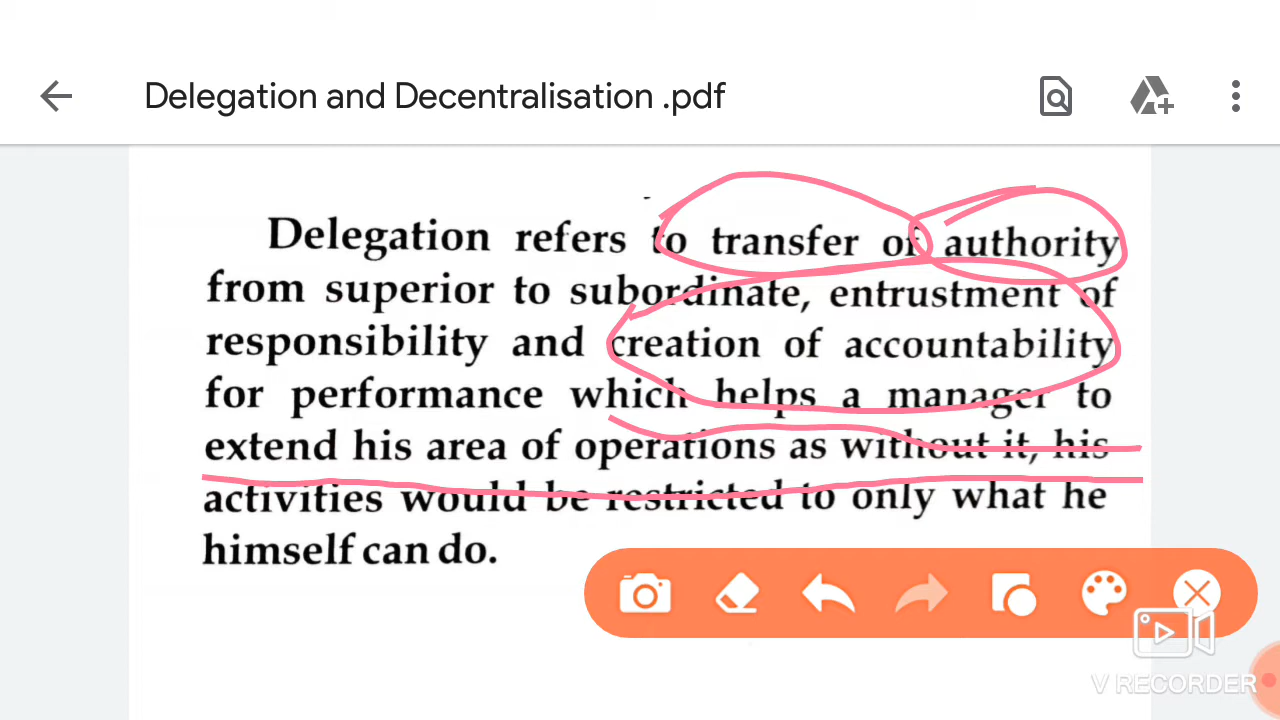 Delegation and Decentralisation .pdf
Delegation refers to transfer of authority
from superior to subordinate, entrustment of
responsibility and creation of accountability
for performance which helps a manager to
extend his area of operations as without it, his
activities would be restricted to only what he
himself can do.
V RECORDER